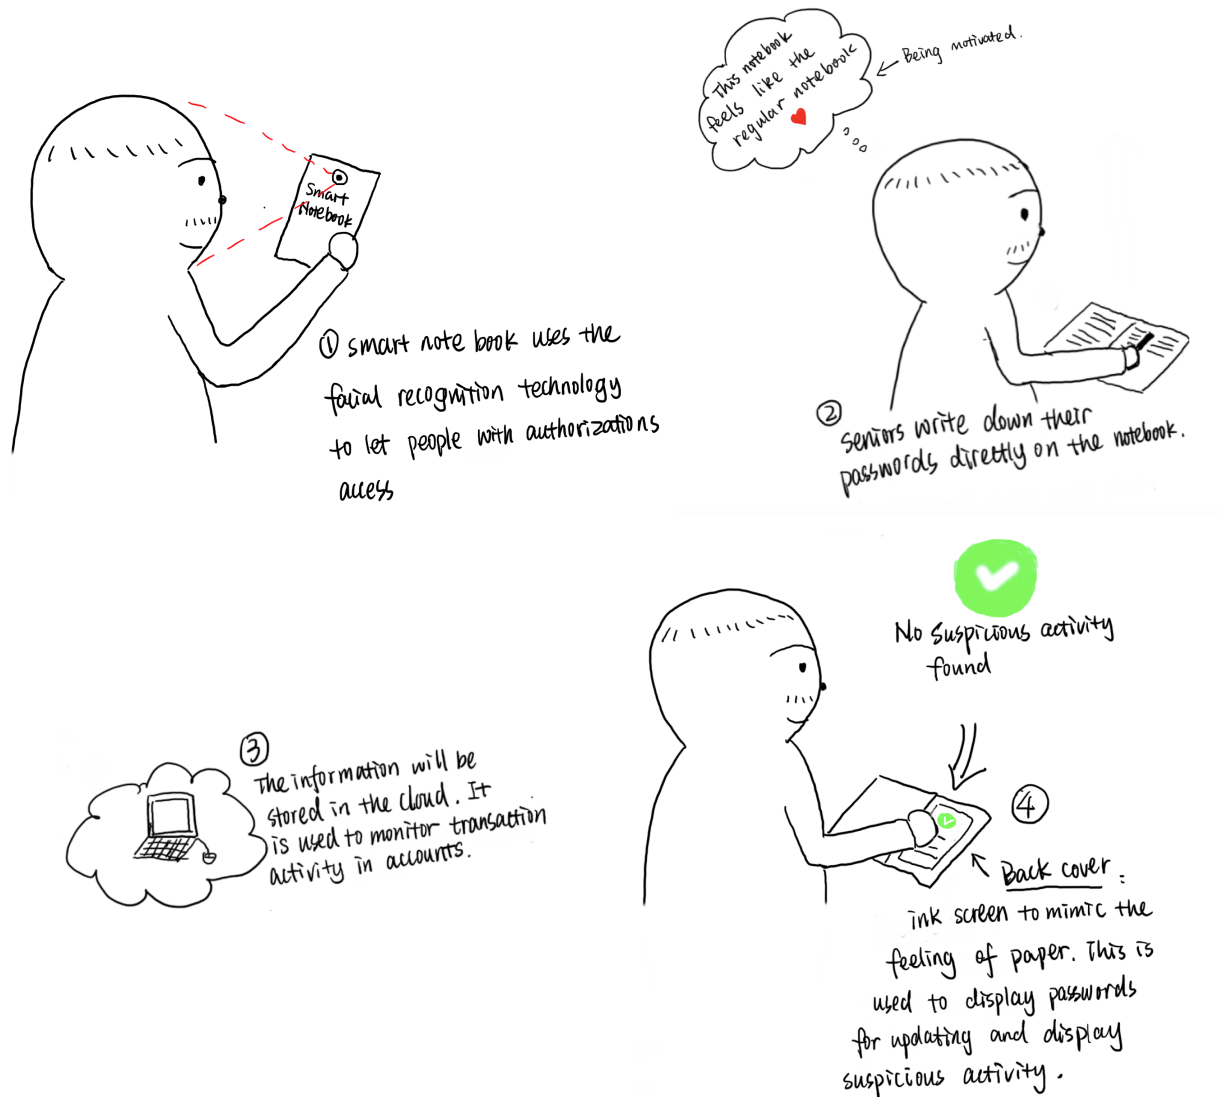 Smart
Notebook
① smart note book uses the
facial recognition technology
to let people with authorizations
access
This notebook
feels like the
regular notebook
Being motivated.
②
Seniors write down their
passwords directly on the notebook.
③
The information will be
stored in the cloud. It
is used to monitor transaction
activity in accounts.
No suspicious activity
found
④
Back cover:
ink screen to mimic the
feeling of paper. This is
used to display passwords
for updating and display
suspicious activity.